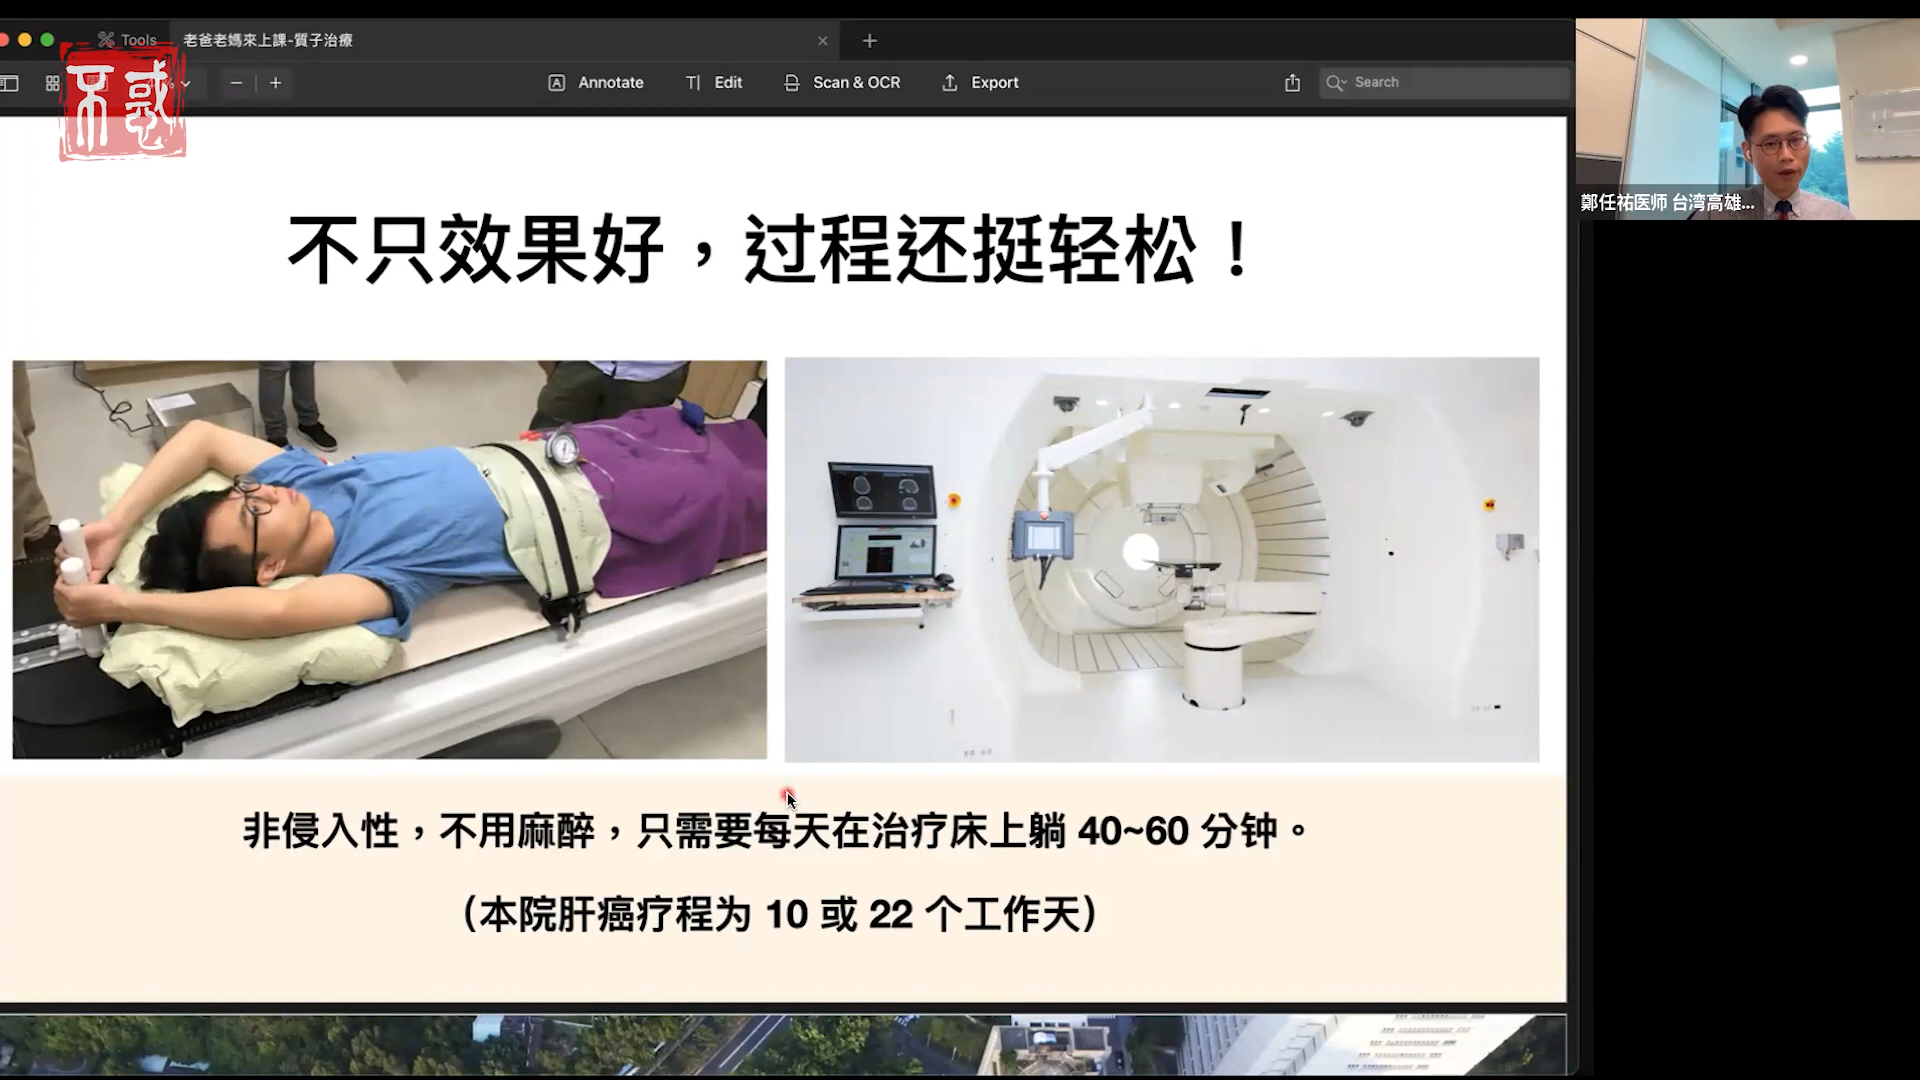 Tools
老爸老媽來上課-質子治療
Annotate
Edit
Scan & OCR
Export
Search
不惑
鄭任祐医师 台湾高雄...
不只效果好，过程还挺轻松！
非侵入性，不用麻醉，只需要每天在治疗床上躺 40~60 分钟。
（本院肝癌疗程为 10 或 22 个工作天）